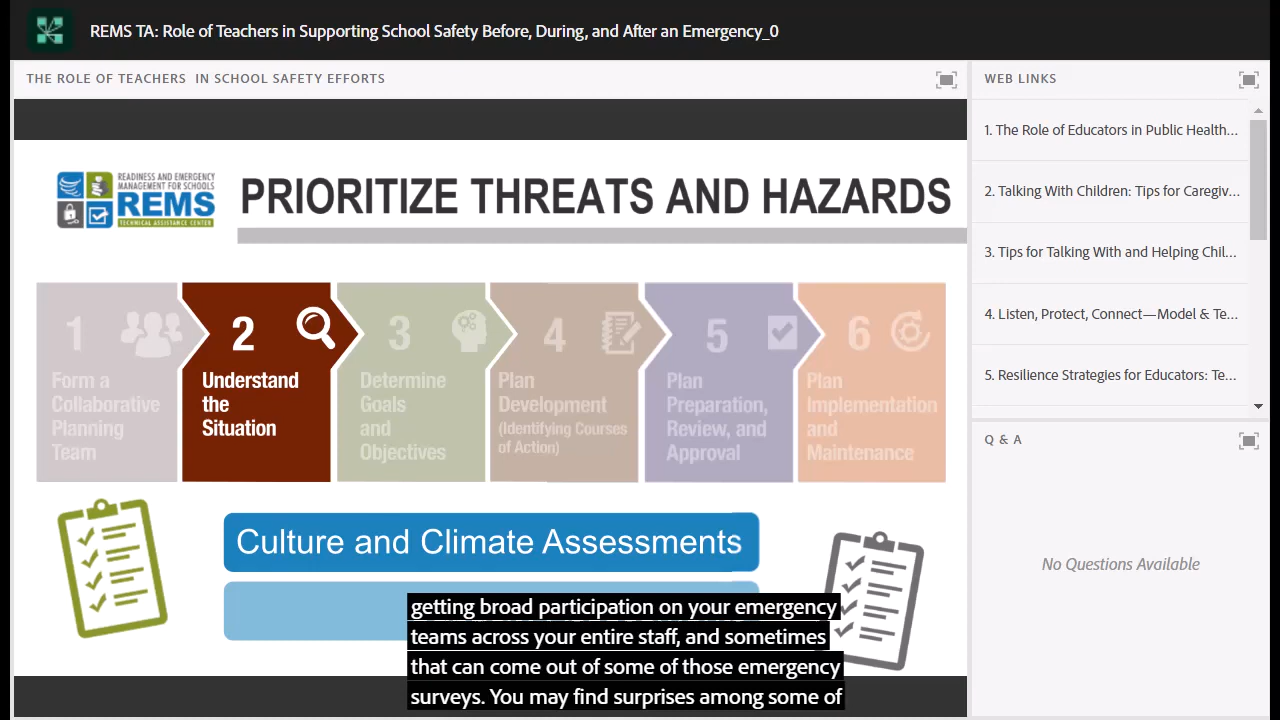 REMS TA: Role of Teachers in Supporting School Safety Before, During, and After an Emergency_0
THE ROLE OF TEACHERS IN SCHOOL SAFETY EFFORTS
READINESS AND EMERGENCY
MANAGEMENT FOR SCHOOLS
REMS
TECHNICAL ASSISTANCE CENTER
PRIORITIZE THREATS AND HAZARDS
1
Form a
Collaborative
Planning
Team
2
Understand
the
Situation
3
Determine
Goals
and
Objectives
4
Plan
Development
(Identifying Courses
of Action)
5
Plan
Preparation,
Review, and
Approval
6
Plan
Implementation
and
Maintenance
Culture and Climate Assessments
getting broad participation on your emergency
teams across your entire staff, and sometimes
that can come out of some of those emergency
surveys. You may find surprises among some of
WEB LINKS
1. The Role of Educators in Public Health...
2. Talking With Children: Tips for Caregiv...
3. Tips for Talking With and Helping Chil...
4. Listen, Protect, Connect—Model & Te...
5. Resilience Strategies for Educators: Te...
Q & A
No Questions Available